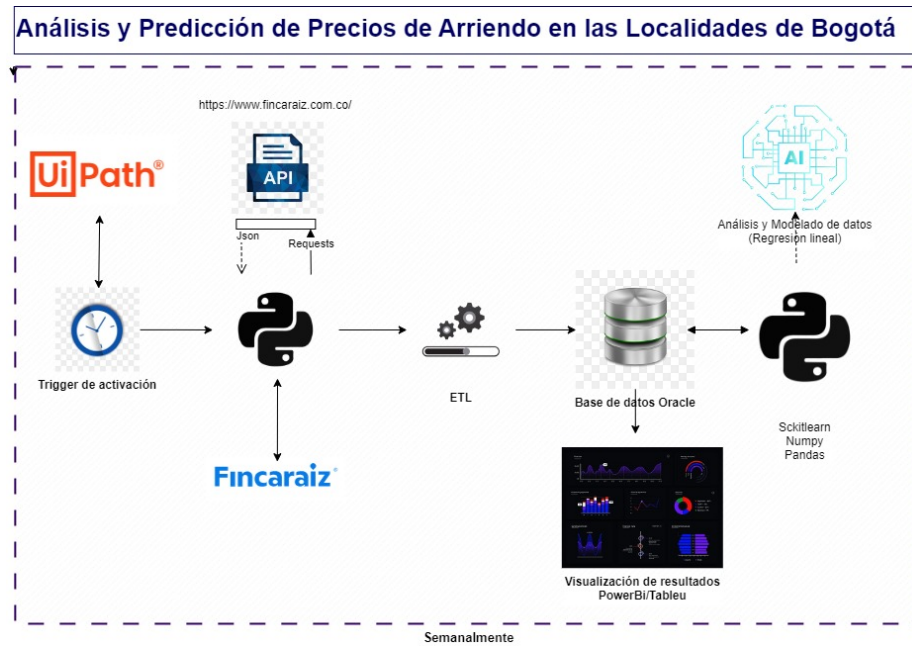 Análisis y Predicción de Precios de Arriendo en las Localidades de Bogotá
https://www.fincaraiz.com.co/
UiPath®
API
AI
Json
Requests
Análisis y Modelado de datos
(Regresión lineal)
Trigger de activación
ETL
Base de datos Oracle
Sckitlearn
Numpy
Pandas
Fincaraiz
Visualización de resultados
PowerBi/Tableu
Semanalmente